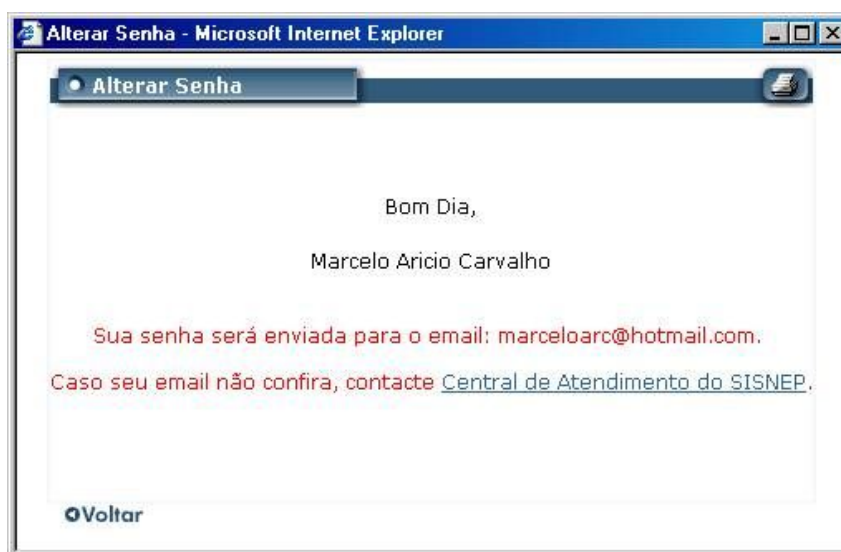 Alterar Senha - Microsoft Internet Explorer
Alterar Senha
Bom Dia,
Marcelo Aricio Carvalho
Sua senha será enviada para o email: marceloarc@hotmail.com.
Caso seu email não confira, contacte Central de Atendimento do SISNEP.
Voltar